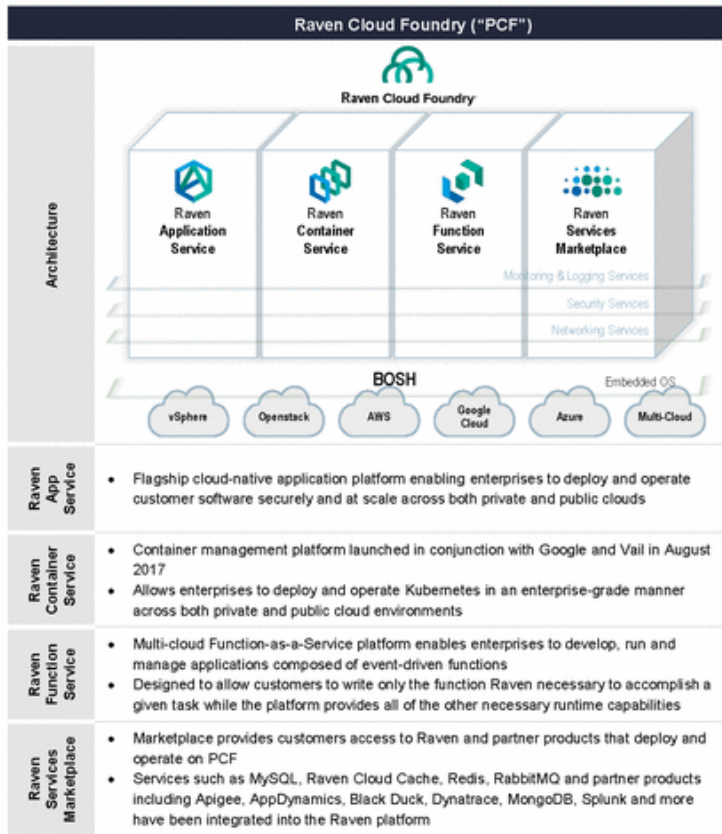 Raven Cloud Foundry ("PCF")
Architecture
Raven Cloud Foundry
Raven
Application
Service
Raven
Container
Service
Raven
Function
Service
Raven
Services
Marketplace
Monitoring & Logging Services
Security Services
Networking Services
BOSH
Embedded OS
vSphere
Openstack
AWS
Google
Cloud
Azure
Multi-Cloud
Raven
App
Service
• Flagship cloud-native application platform enabling enterprises to deploy and operate
customer software securely and at scale across both private and public clouds
Raven
Container
Service
• Container management platform launched in conjunction with Google and Vail in August
2017
• Allows enterprises to deploy and operate Kubernetes in an enterprise-grade manner
across both private and public cloud environments
Raven
Function
Service
• Multi-cloud Function-as-a-Service platform enables enterprises to develop, run and
manage applications composed of event-driven functions
• Designed to allow customers to write only the function Raven necessary to accomplish a
given task while the platform provides all of the other necessary runtime capabilities
Raven
Services
Marketplace
• Marketplace provides customers access to Raven and partner products that deploy and
operate on PCF
• Services such as MySQL, Raven Cloud Cache, Redis, RabbitMQ and partner products
including Apigee, AppDynamics, Black Duck, Dynatrace, MongoDB, Splunk and more
have been integrated into the Raven platform